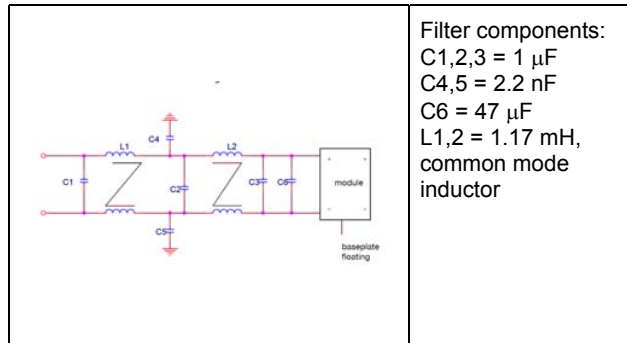 Filter components:
C1,2,3 = 1 μF
C4,5 = 2.2 nF
C6 = 47 μF
L1,2 = 1.17 mH,
common mode
inductor
L1
C4
L2
C1
C2
C3
C6
module
C5
baseplate
floating